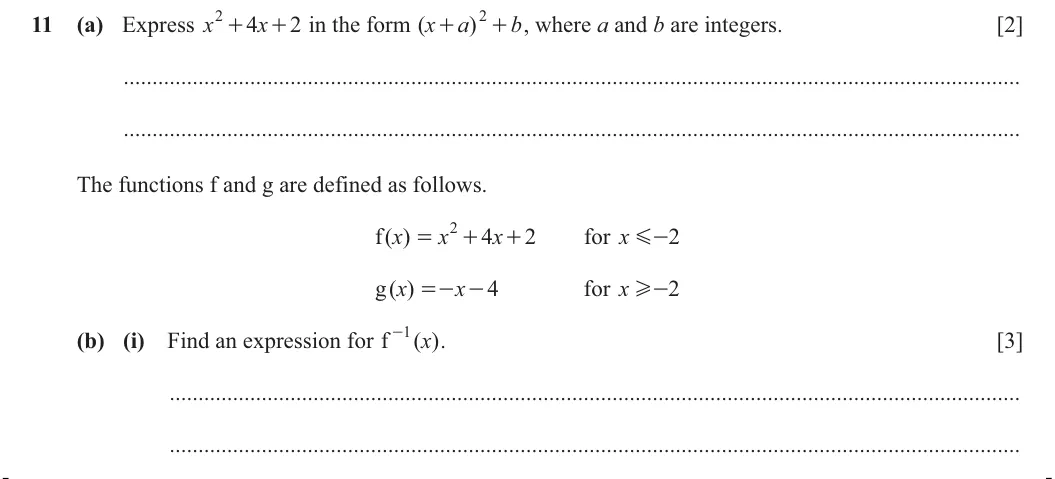 11 (a) Express x² + 4x + 2 in the form (x + a)² + b, where a and b are integers. [2]
................................................................................
................................................................................
The functions f and g are defined as follows.
f(x) = x² + 4x + 2 for x ⩽ −2
g(x) = −x − 4 for x ⩾ −2
(b) (i) Find an expression for f⁻¹(x). [3]
................................................................................
................................................................................